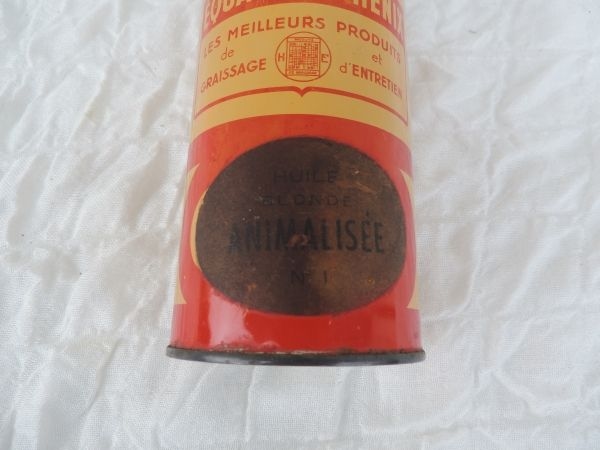 LES MEILLEURS PRODUITS
de et
GRAISSAGE H E d'ENTRETIEN
HUILE
BLONDE
ANIMALISÉE
N° 1